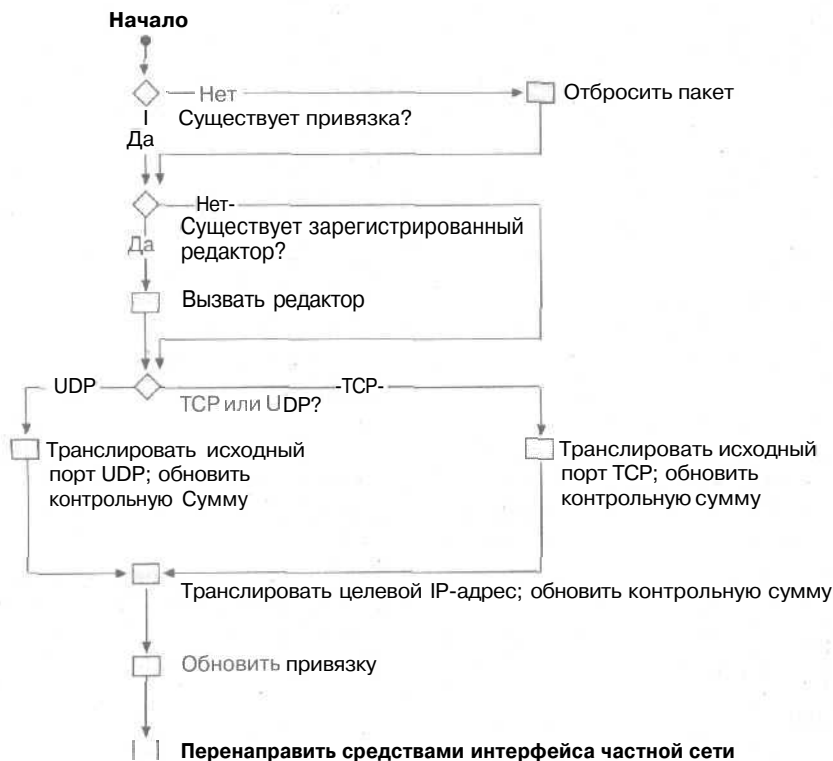 Начало
Нет
Отбросить пакет
Существует привязка?
Да
Нет-
Существует зарегистрированный
редактор?
Да
Вызвать редактор
UDP
-TCP-
TCP или UDP?
Транслировать исходный
порт UDP; обновить
контрольную Сумму
Транслировать исходный
порт TCP; обновить
контрольную сумму
Транслировать целевой IP-адрес; обновить контрольную сумму
Обновить привязку
Перенаправить средствами интерфейса частной сети